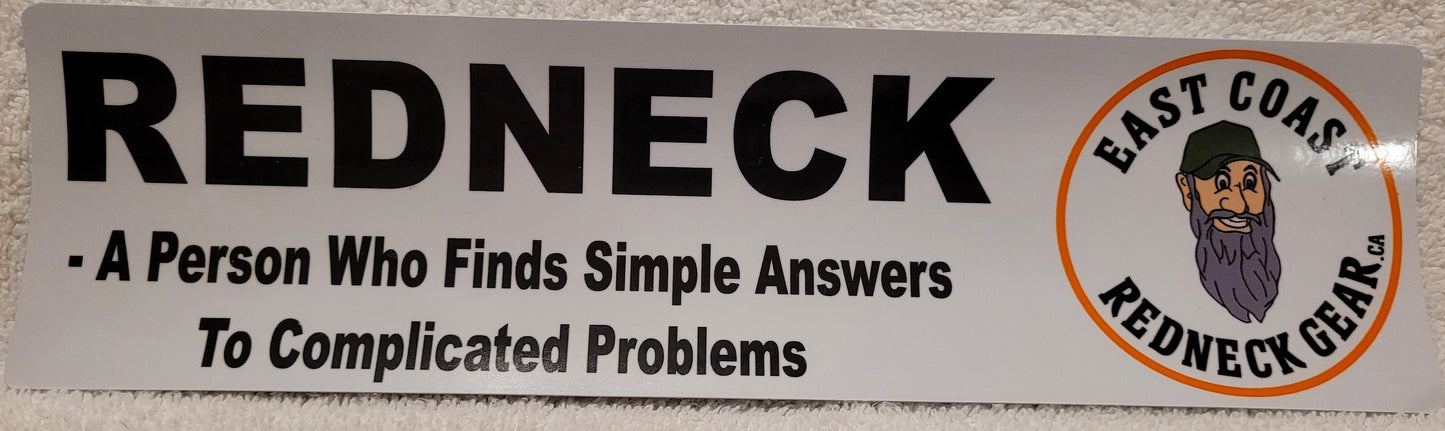 REDNECK
- A Person Who Finds Simple Answers
To Complicated Problems
EAST COAST
REDNECK GEAR.CA